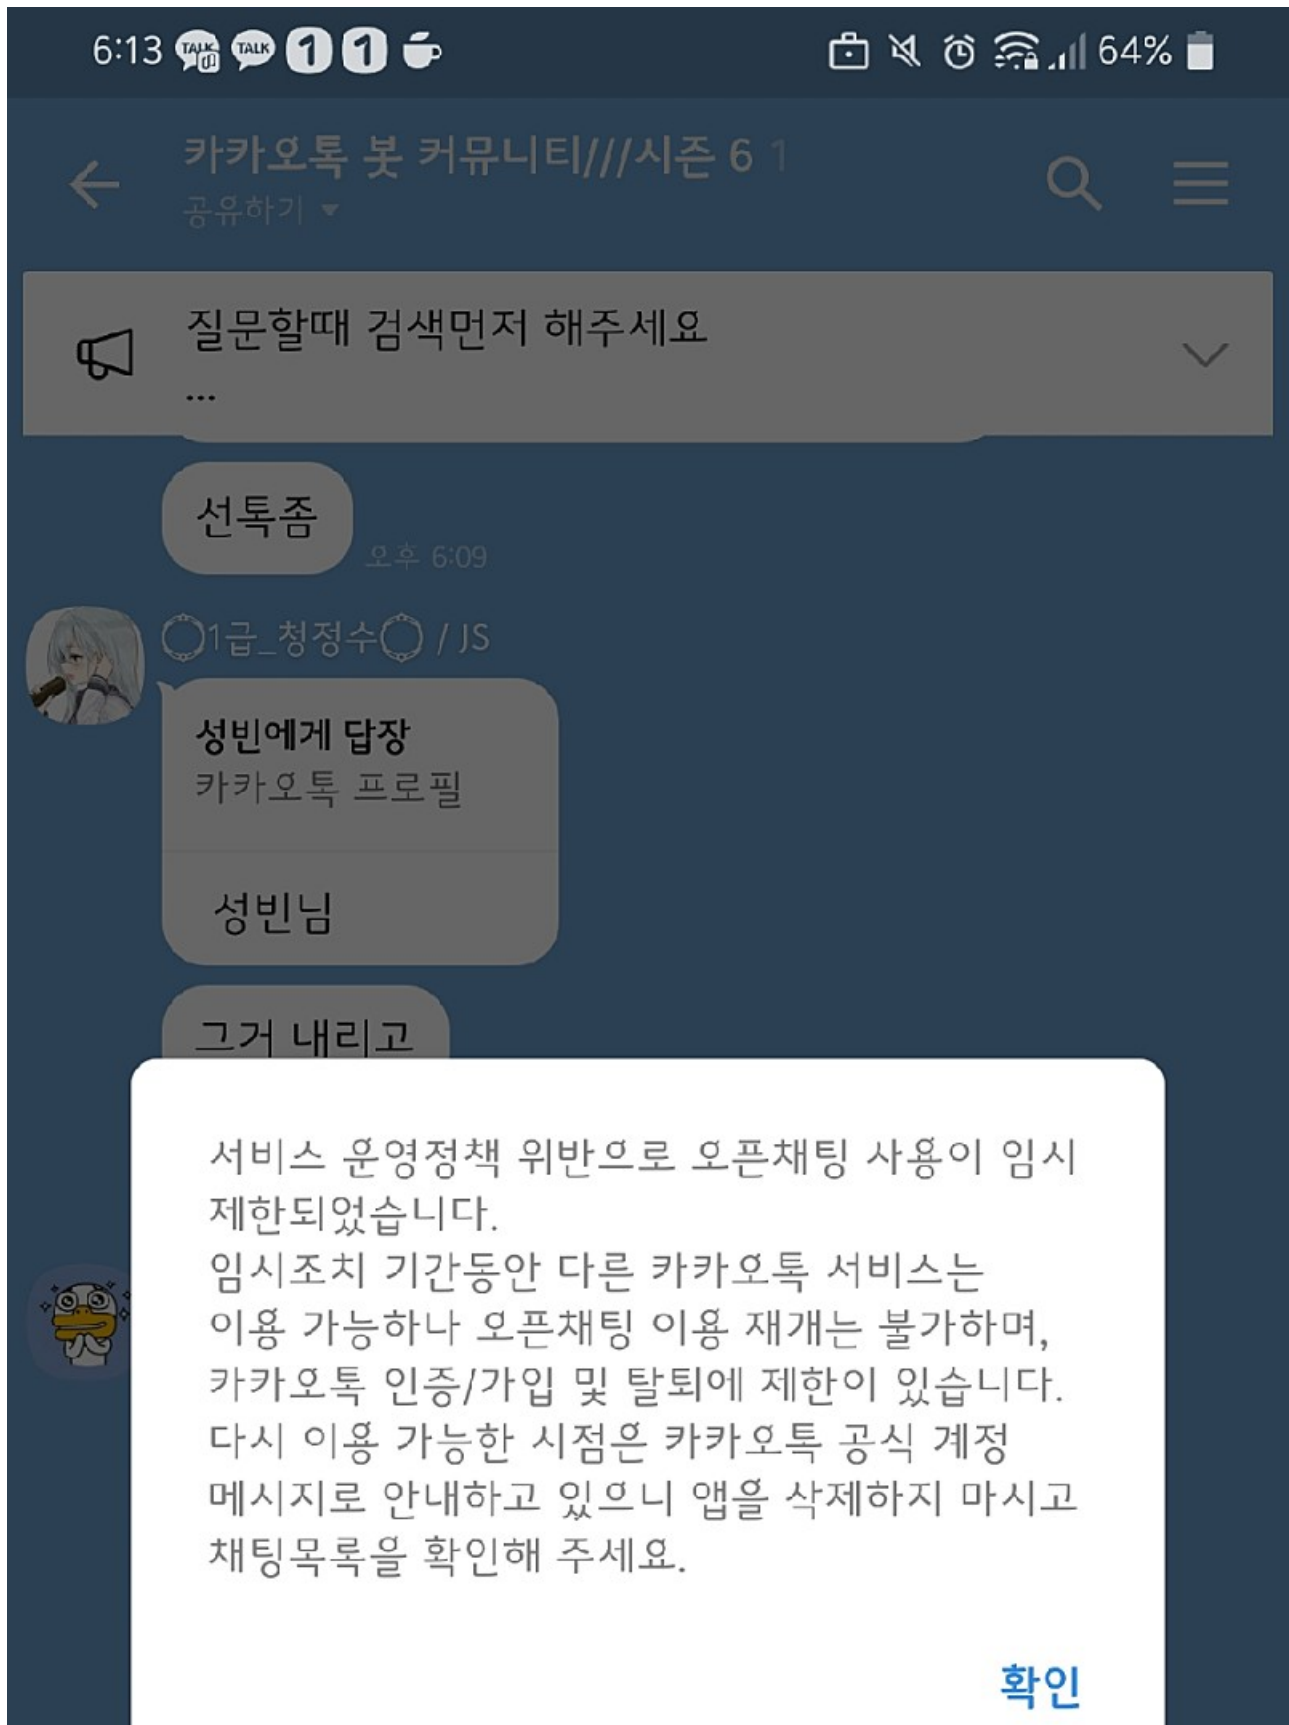 6:13 TALK TALK 1 1 64%
카카오톡 봇 커뮤니티///시즌 6 1
공유하기
질문할때 검색먼저 해주세요
...
선톡좀
오후 6:09
◯1급_청정수◯ / JS
성빈에게 답장
카카오톡 프로필
성빈님
그거 내리고
서비스 운영정책 위반으로 오픈채팅 사용이 임시
제한되었습니다.
임시조치 기간동안 다른 카카오톡 서비스는
이용 가능하나 오픈채팅 이용 재개는 불가하며,
카카오톡 인증/가입 및 탈퇴에 제한이 있습니다.
다시 이용 가능한 시점은 카카오톡 공식 계정
메시지로 안내하고 있으니 앱을 삭제하지 마시고
채팅목록을 확인해 주세요.
확인